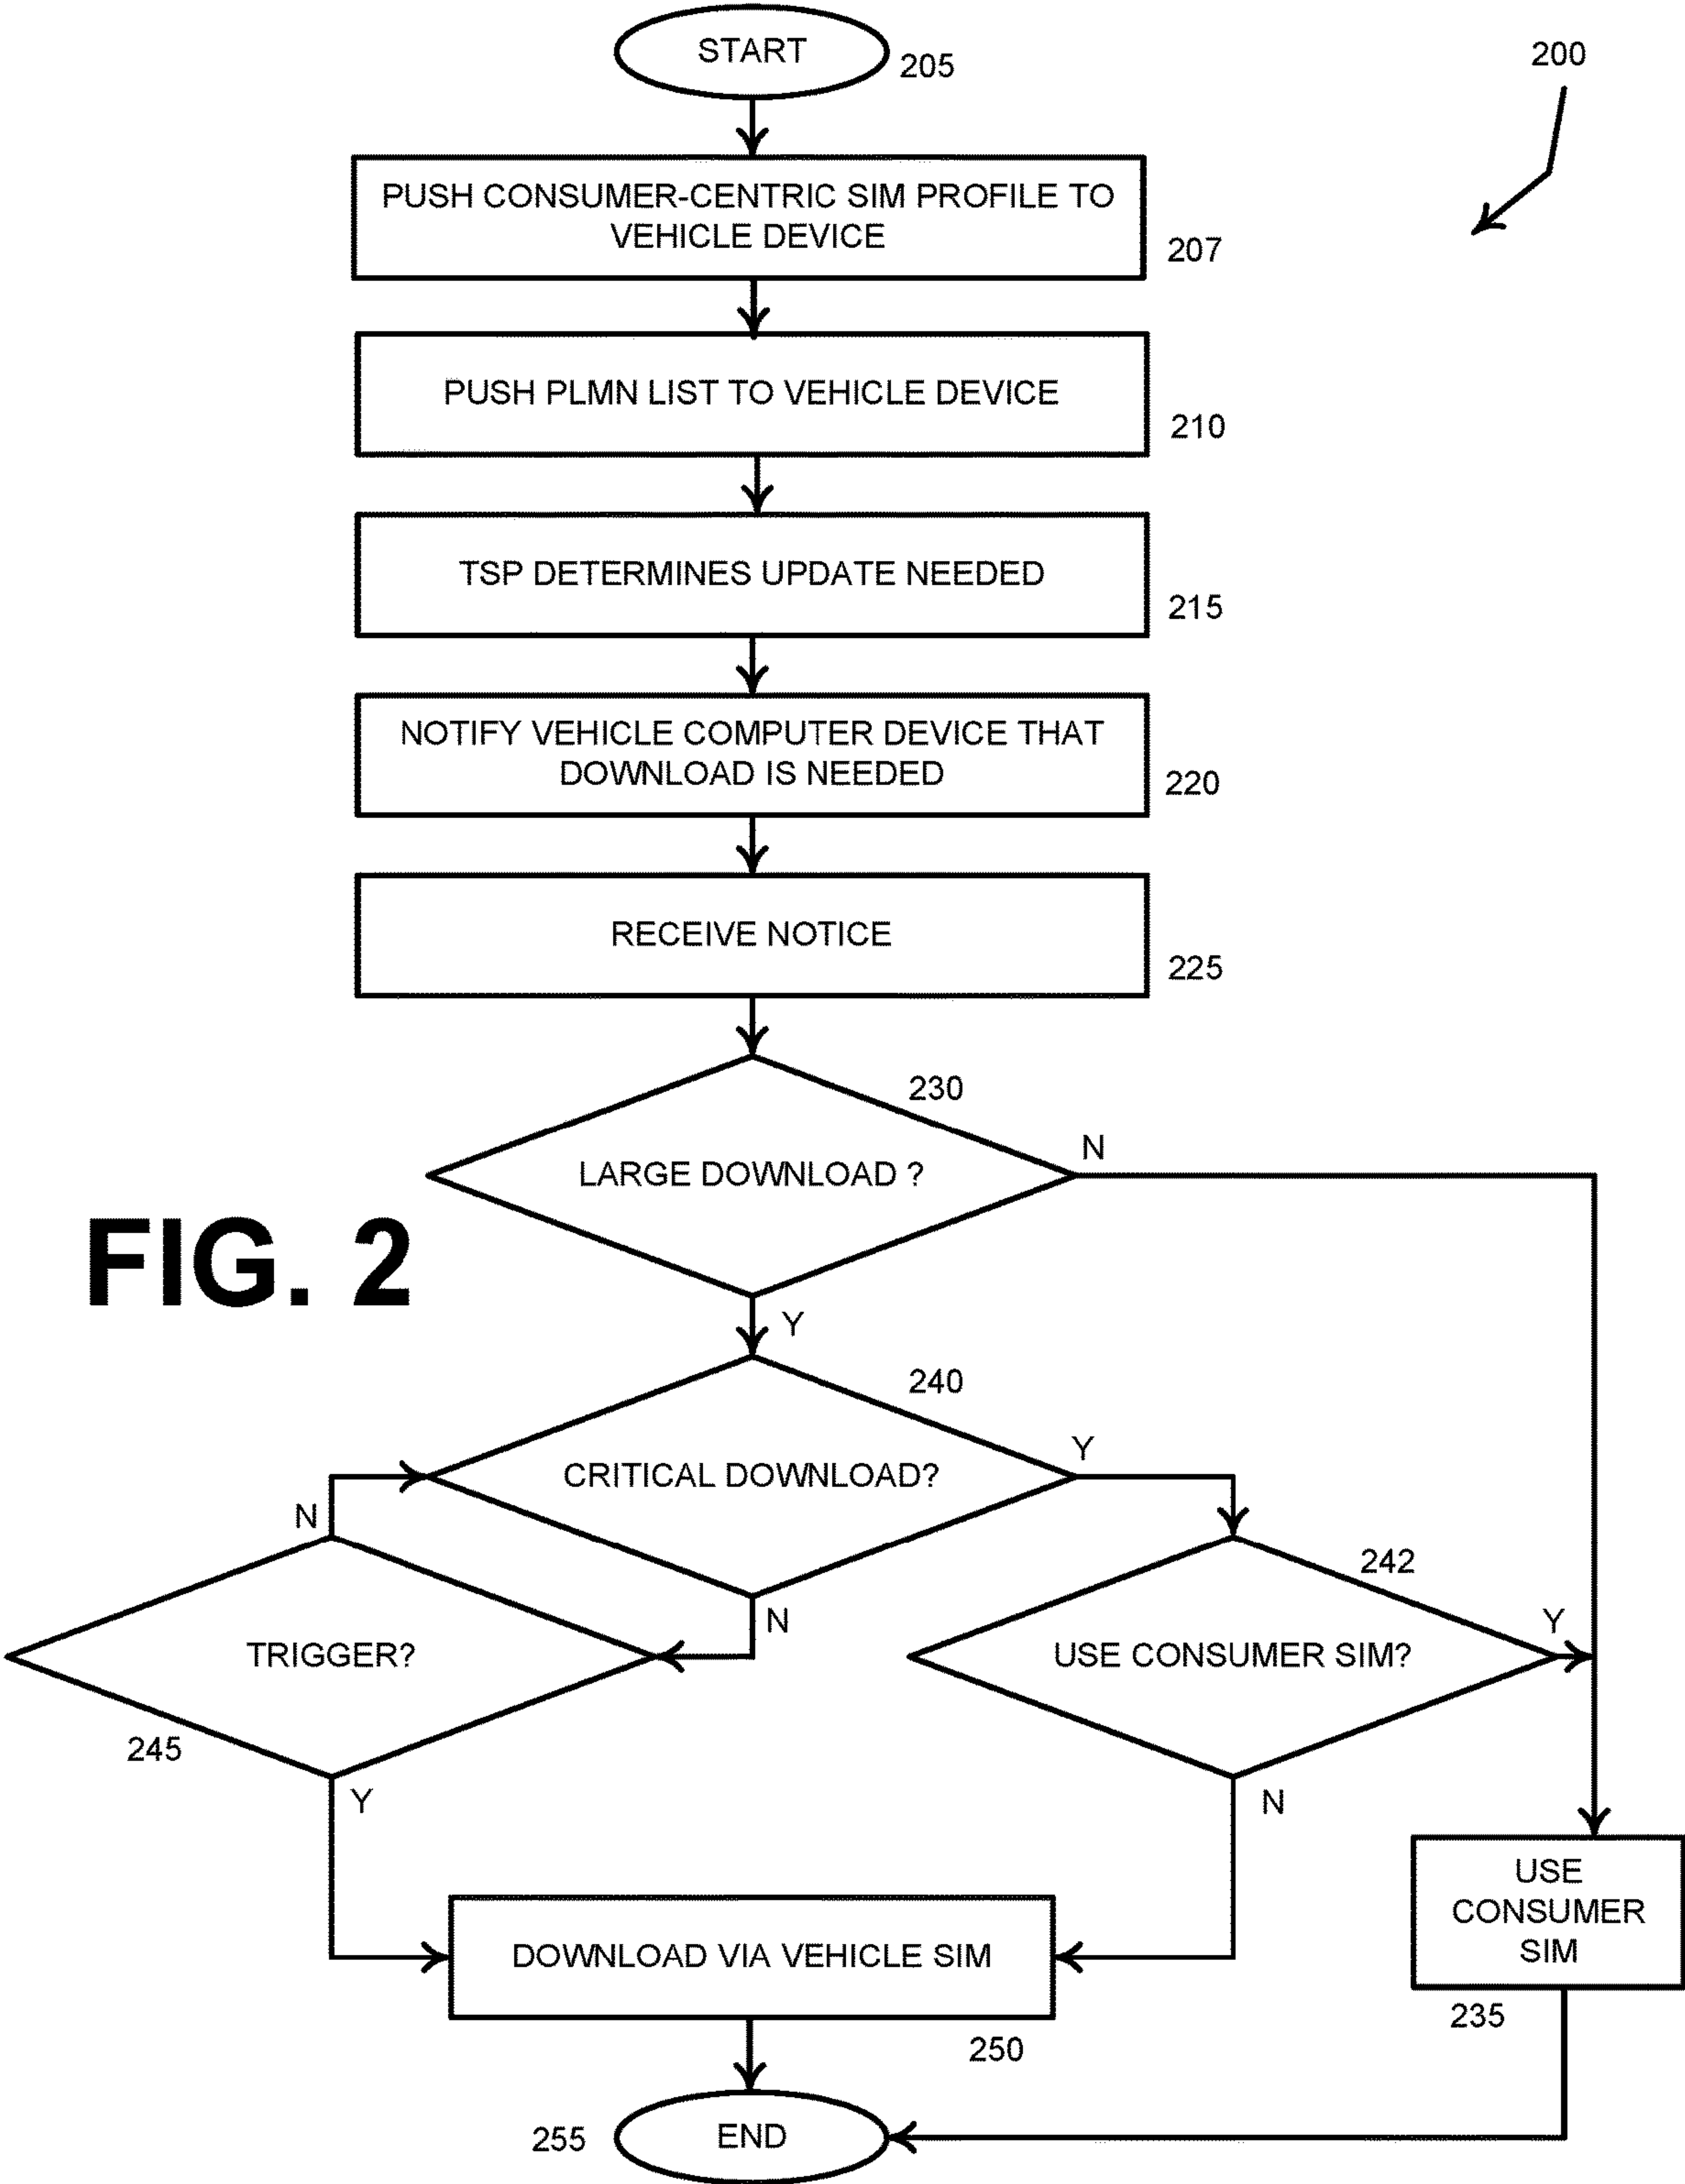 START
205
200
PUSH CONSUMER-CENTRIC SIM PROFILE TO
VEHICLE DEVICE
207
PUSH PLMN LIST TO VEHICLE DEVICE
210
TSP DETERMINES UPDATE NEEDED
215
NOTIFY VEHICLE COMPUTER DEVICE THAT
DOWNLOAD IS NEEDED
220
RECEIVE NOTICE
225
230
LARGE DOWNLOAD ?
N
FIG. 2
Y
240
CRITICAL DOWNLOAD?
Y
N
N
242
TRIGGER?
USE CONSUMER SIM?
Y
245
Y
N
USE
CONSUMER
SIM
235
DOWNLOAD VIA VEHICLE SIM
250
END
255